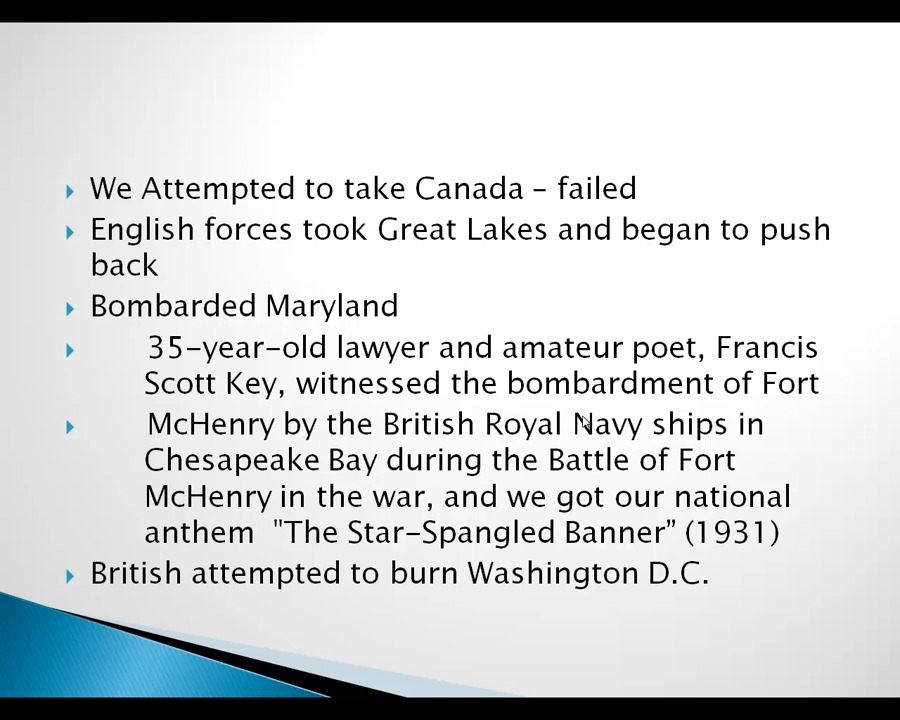 We Attempted to take Canada – failed
English forces took Great Lakes and began to push
back
Bombarded Maryland
35-year-old lawyer and amateur poet, Francis
Scott Key, witnessed the bombardment of Fort
McHenry by the British Royal Navy ships in
Chesapeake Bay during the Battle of Fort
McHenry in the war, and we got our national
anthem "The Star-Spangled Banner” (1931)
British attempted to burn Washington D.C.